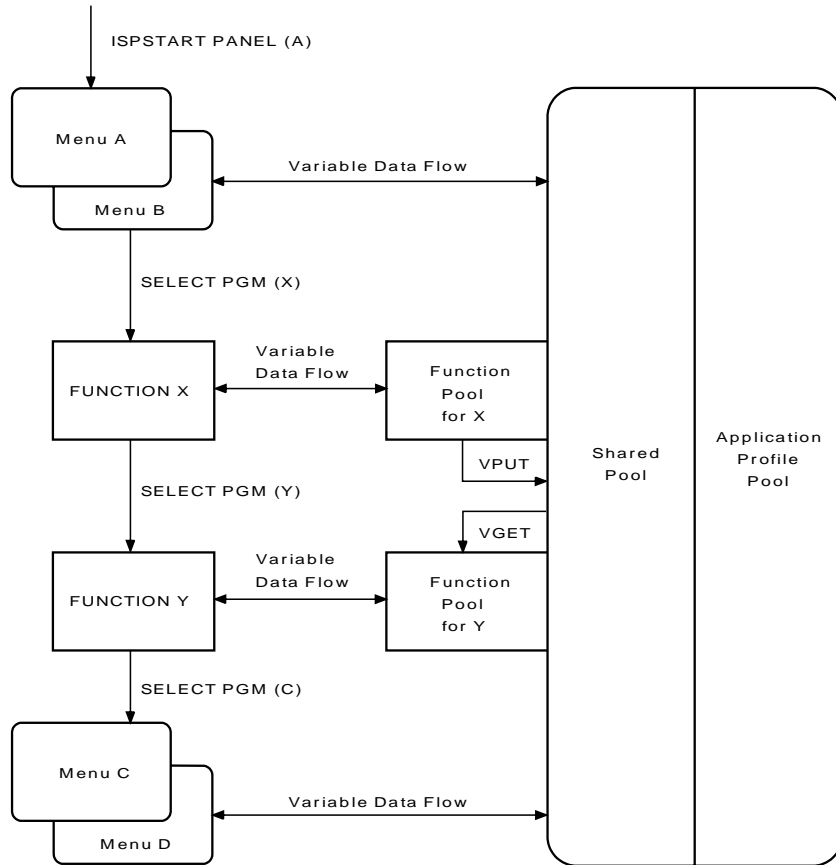 ISPSTART PANEL (A)
Menu A
Menu B
Variable Data Flow
SELECT PGM (X)
FUNCTION X
Variable
Data Flow
Function
Pool
for X
VPUT
Shared
Pool
Application
Profile
Pool
SELECT PGM (Y)
VGET
FUNCTION Y
Variable
Data Flow
Function
Pool
for Y
SELECT PGM (C)
Menu C
Menu D
Variable Data Flow